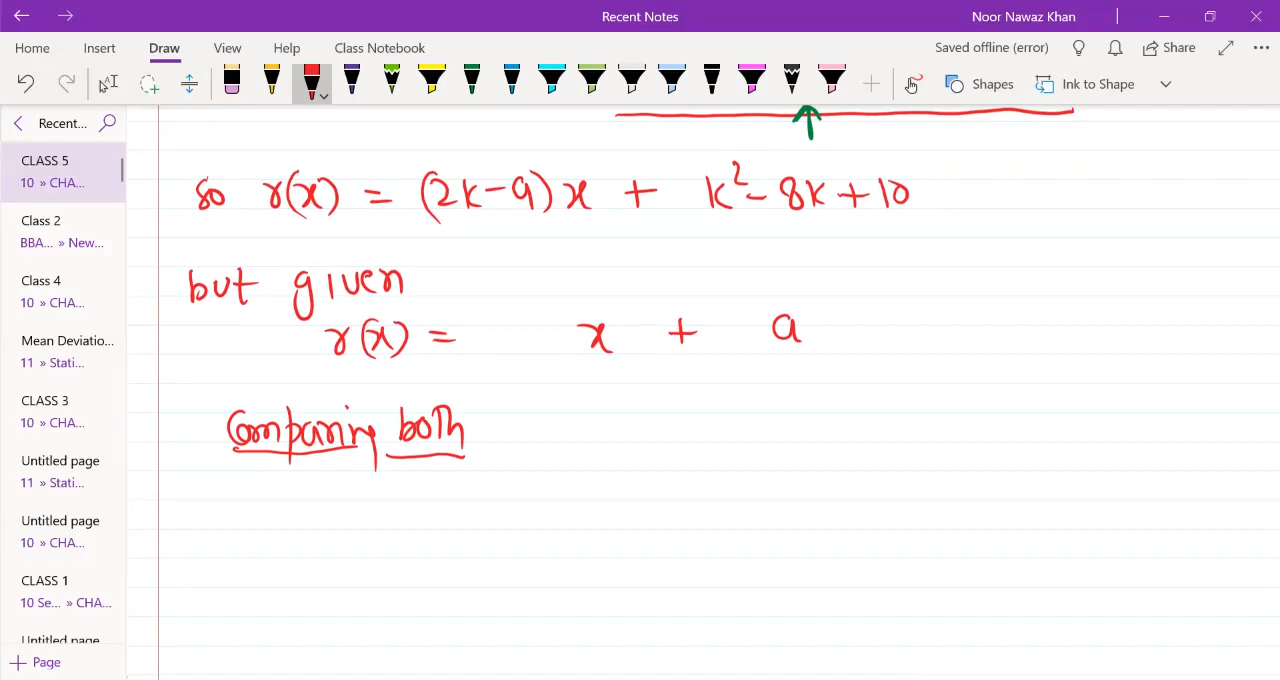 Recent Notes
Noor Nawaz Khan
Home Insert Draw View Help Class Notebook
Saved offline (error) Share
Shapes Ink to Shape
Recent...
CLASS 5
10 » CHA...
Class 2
BBA... » New...
Class 4
10 » CHA...
Mean Deviatio...
11 » Stati...
CLASS 3
10 » CHA...
Untitled page
11 » Stati...
Untitled page
10 » CHA...
CLASS 1
10 Se... » CHA...
Untitled page
+ Page
so r(x) = (2k-9)x + k²-8k+10
but given
r(x) = x + a
Comparing both